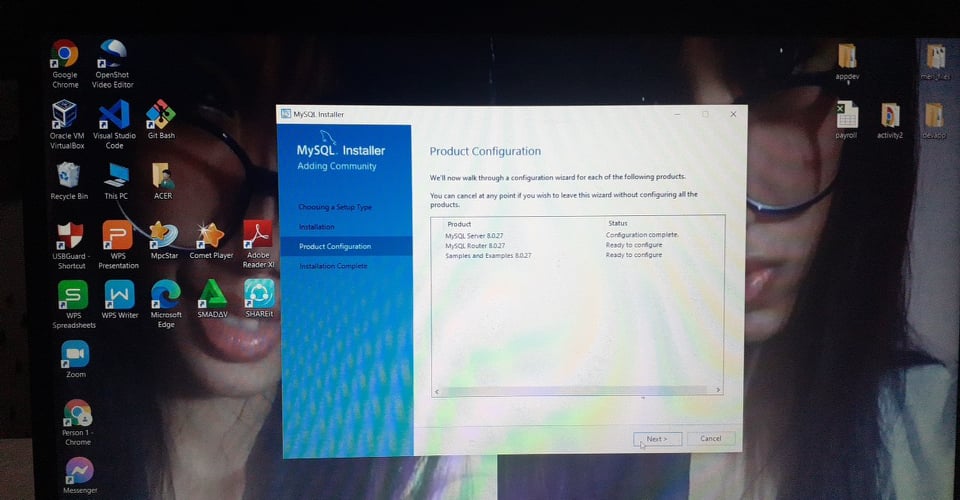 Google
Chrome
OpenShot
Video Editor
Oracle VM
VirtualBox
Visual Studio
Code
Git Bash
Recycle Bin
This PC
ACER
USBGuard -
Shortcut
WPS
Presentation
MpcStar
Comet Player
Adobe
Reader XI
WPS
Spreadsheets
WPS Writer
Microsoft
Edge
SMADΔV
SHAREit
Zoom
Person 1 -
Chrome
Messenger
MySQL Installer
MySQL Installer
Adding Community
Choosing a Setup Type
Installation
Product Configuration
Installation Complete
Product Configuration
We'll now walk through a configuration wizard for each of the following products.
You can cancel at any point if you wish to leave this wizard without configuring all the
products.
Product Status
MySQL Server 8.0.27 Configuration complete.
MySQL Router 8.0.27 Ready to configure
Samples and Examples 8.0.27 Ready to configure
Next >
Cancel
appdev
payroll
activity2
devapp